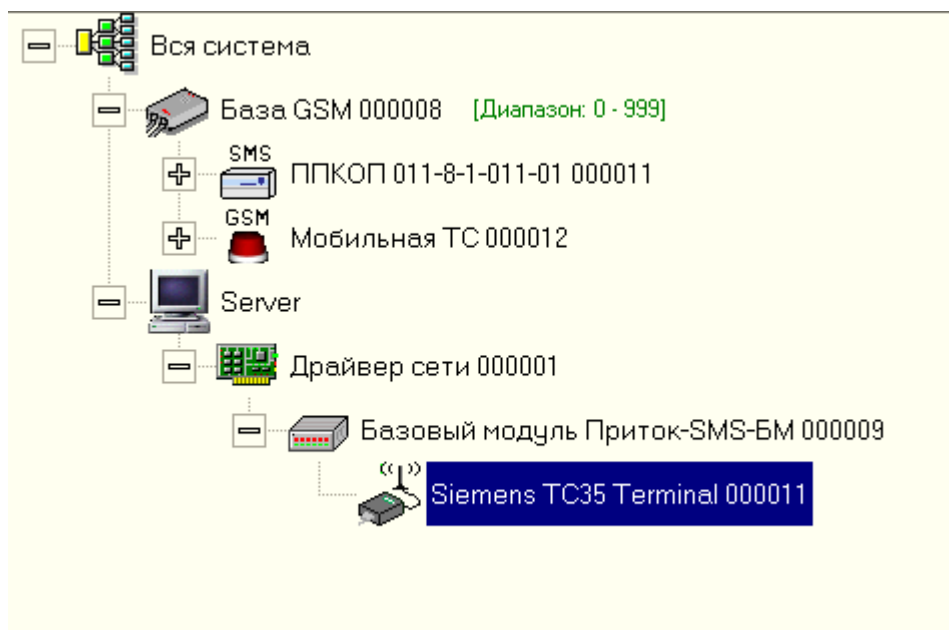 Вся система
База GSM 000008 [Диапазон: 0 - 999]
SMS
ППКОП 011-8-1-011-01 000011
GSM
Мобильная ТС 000012
Server
Драйвер сети 000001
Базовый модуль Приток-SMS-БМ 000009
Siemens TC35 Terminal 000011